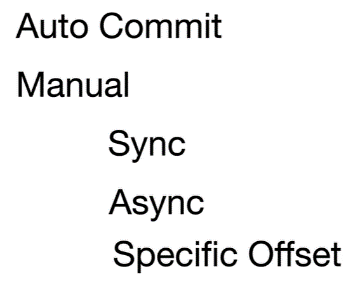 Auto Commit
Manual
Sync
Async
Specific Offset